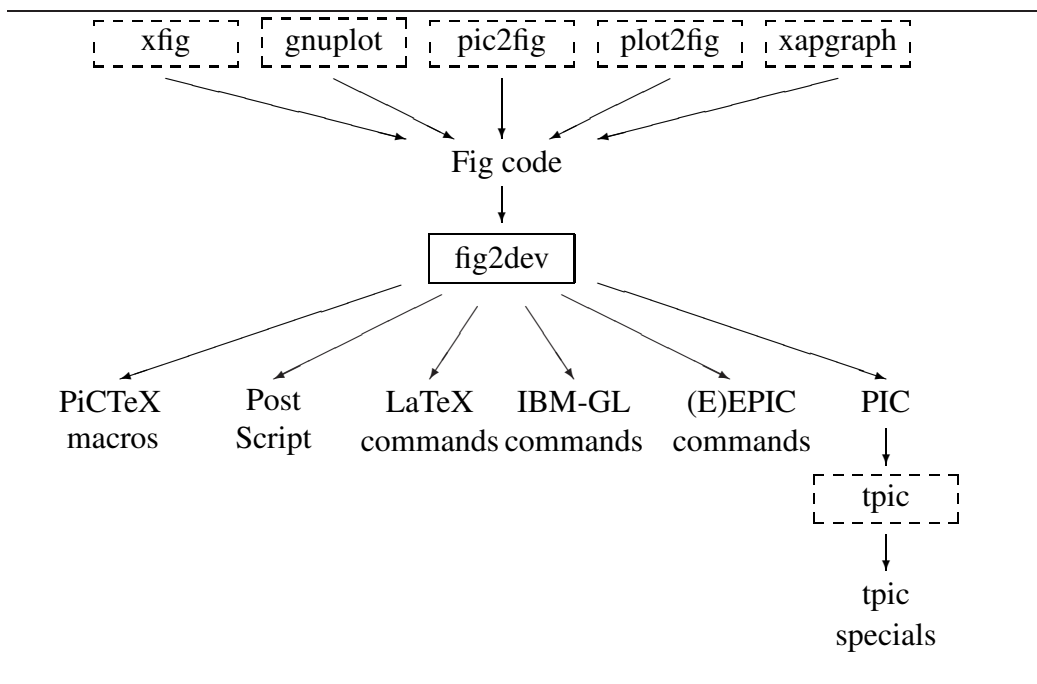 xfig gnuplot pic2fig plot2fig xapgraph
Fig code
fig2dev
PiCTeX Post LaTeX IBM-GL (E)EPIC PIC
macros Script commands commands commands
tpic
tpic
specials